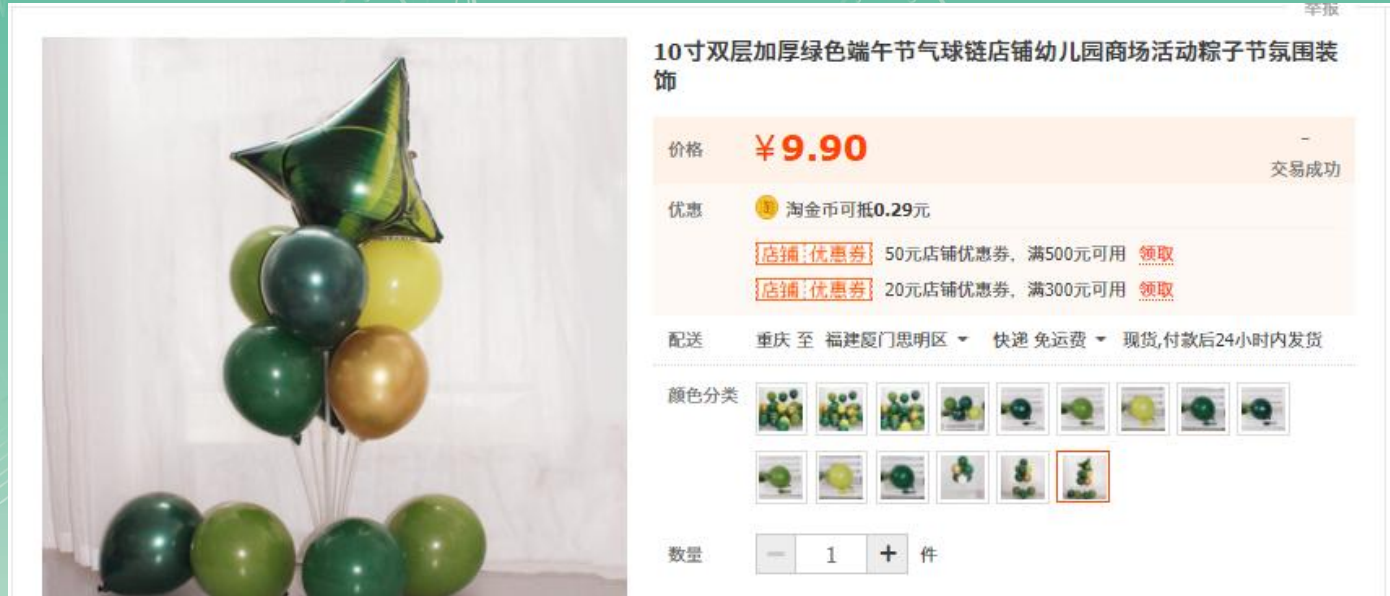 举报
10寸双层加厚绿色端午节气球链店铺幼儿园商场活动粽子节氛围装
饰
价格 ¥9.90 -
交易成功
优惠 淘金币可抵0.29元
店铺优惠券 50元店铺优惠券，满500元可用 领取
店铺优惠券 20元店铺优惠券，满300元可用 领取
配送 重庆 至 福建厦门思明区 快递 免运费 现货,付款后24小时内发货
颜色分类
数量 - 1 + 件